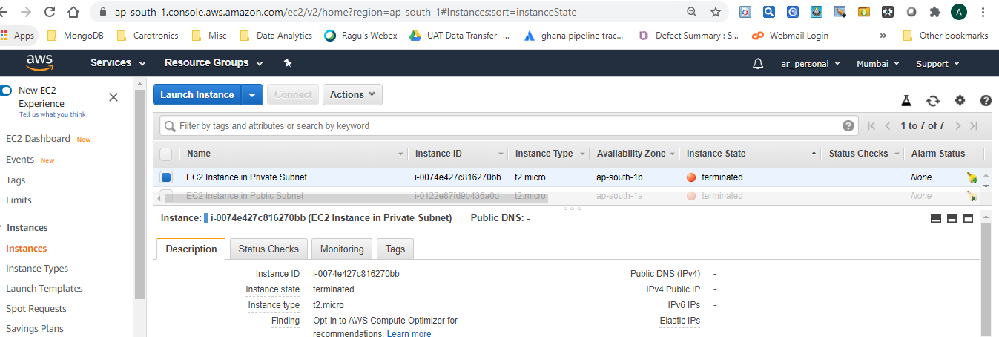 ap-south-1.console.aws.amazon.com/ec2/v2/home?region=ap-south-1#Instances:sort=instanceState
A
Apps MongoDB Cardtronics Misc Data Analytics Ragu's Webex UAT Data Transfer -... ghana pipeline trac... Defect Summary : S... Webmail Login » Other bookmarks
aws Services Resource Groups ar_personal Mumbai Support
New EC2
Experience
Tell us what you think
Launch Instance Connect Actions
Filter by tags and attributes or search by keyword 1 to 7 of 7
EC2 Dashboard New
Events New
Tags
Limits
Instances
Instances
Instance Types
Launch Templates
Spot Requests
Savings Plans
Name Instance ID Instance Type Availability Zone Instance State Status Checks Alarm Status
EC2 Instance in Private Subnet i-0074e427c816270bb t2.micro ap-south-1b terminated None
EC2 Instance in Public Subnet i-0122e87fd9b436a0d t2.micro ap-south-1a terminated None
Instance: i-0074e427c816270bb (EC2 Instance in Private Subnet) Public DNS: -
Description Status Checks Monitoring Tags
Instance ID i-0074e427c816270bb Public DNS (IPv4) -
Instance state terminated IPv4 Public IP -
Instance type t2.micro IPv6 IPs -
Finding Opt-in to AWS Compute Optimizer for Elastic IPs
recommendations. Learn more